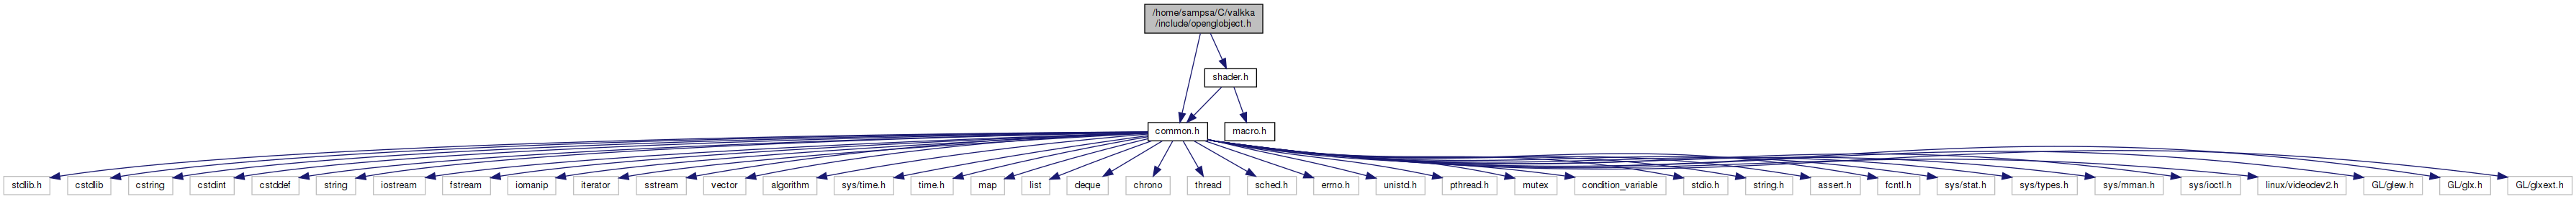 /home/sampsa/C/valkka
/include/openglobject.h
shader.h
common.h
macro.h
stdlib.h
cstdlib
cstring
cstdint
cstddef
string
iostream
fstream
iomanip
iterator
sstream
vector
algorithm
sys/time.h
time.h
map
list
deque
chrono
thread
sched.h
errno.h
unistd.h
pthread.h
mutex
condition_variable
stdio.h
string.h
assert.h
fcntl.h
sys/stat.h
sys/types.h
sys/mman.h
sys/ioctl.h
linux/videodev2.h
GL/glew.h
GL/glx.h
GL/glxext.h